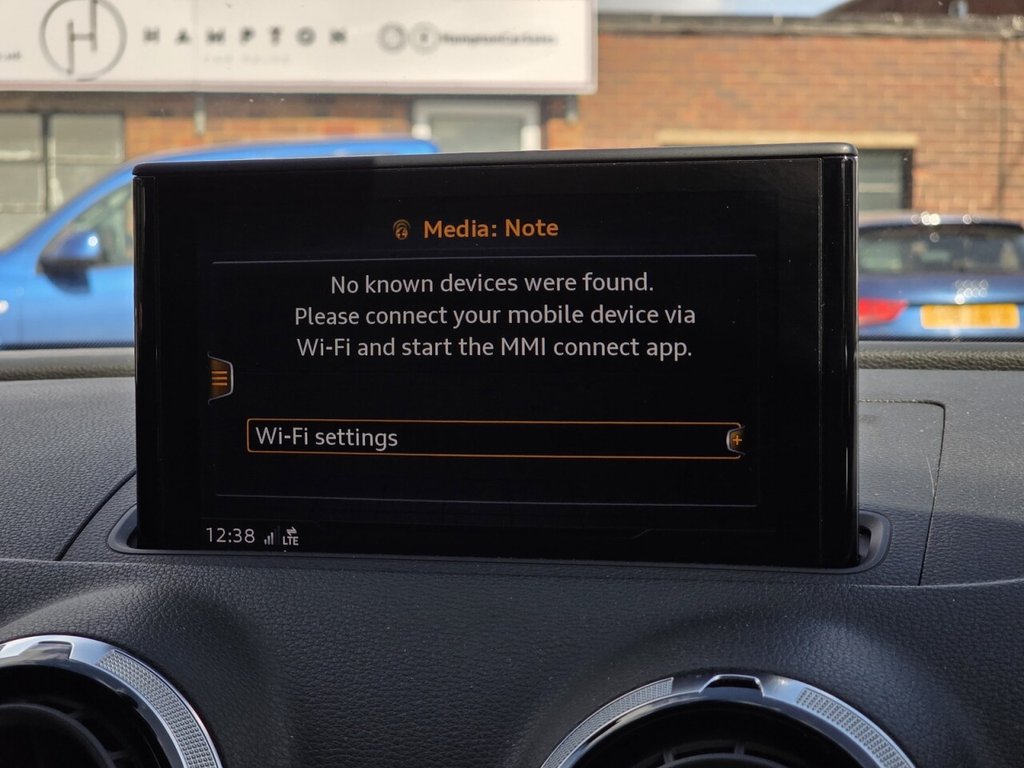 H
HAMPTON
HamptonCarSales
Media: Note
No known devices were found.
Please connect your mobile device via
Wi-Fi and start the MMI connect app.
Wi-Fi settings
12:38 LTE